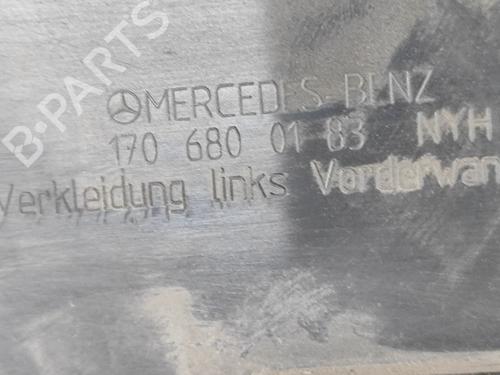 B-PARTS
MERCEDES-BENZ
170 680 01 83 NYH
Verkleidung links Vorderwan